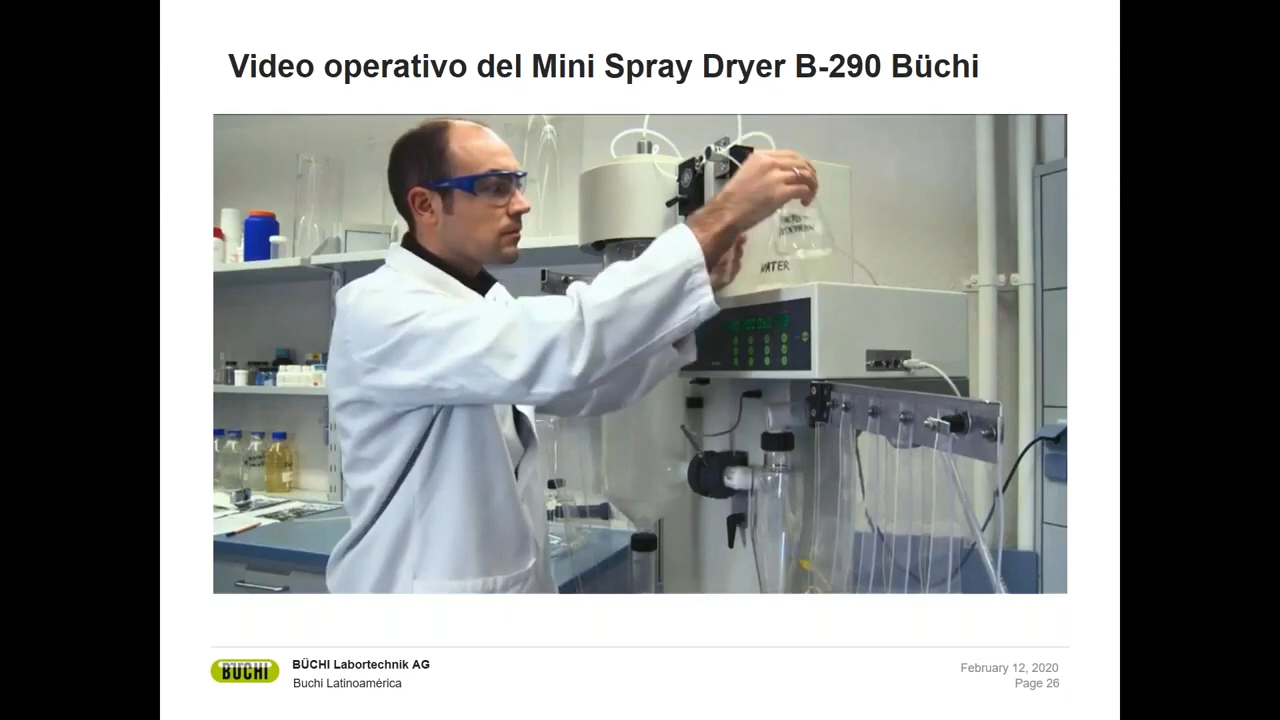 Video operativo del Mini Spray Dryer B-290 Büchi
WATER
BÜCHI
BÜCHI Labortechnik AG
Buchi Latinoamérica
February 12, 2020
Page 26